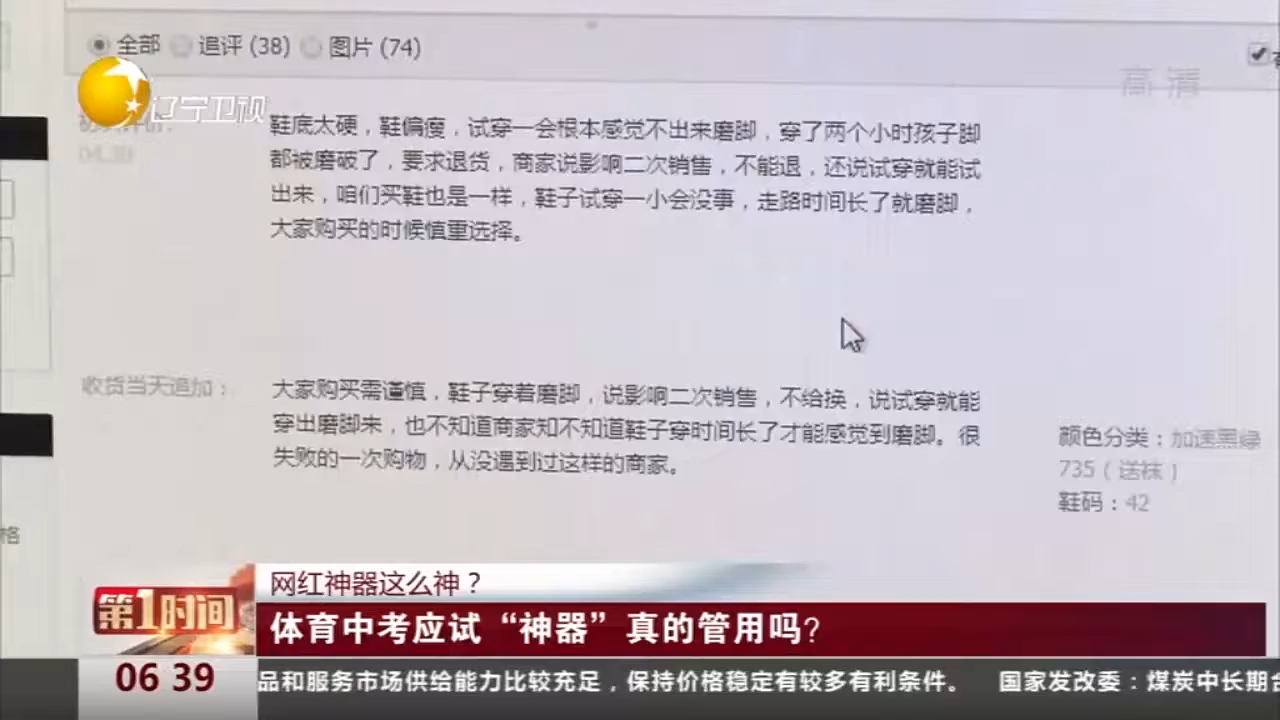 全部 追评 (38) 图片 (74)
高清
辽宁卫视
初次评价:
04.30
鞋底太硬，鞋偏瘦，试穿一会根本感觉不出来磨脚，穿了两个小时孩子脚
都被磨破了，要求退货，商家说影响二次销售，不能退，还说试穿就能试
出来，咱们买鞋也是一样，鞋子试穿一小会没事，走路时间长了就磨脚，
大家购买的时候慎重选择。
收货当天追加：
大家购买需谨慎，鞋子穿着磨脚，说影响二次销售，不给换，说试穿就能
穿出磨脚来，也不知道商家知不知道鞋子穿时间长了才能感觉到磨脚。很
失败的一次购物，从没遇到过这样的商家。
颜色分类：加速黑绿
735（送袜）
鞋码：42
格
网红神器这么神？
第1时间
体育中考应试“神器”真的管用吗？
06 39
品和服务市场供给能力比较充足，保持价格稳定有较多有利条件。 国家发改委：煤炭中长期